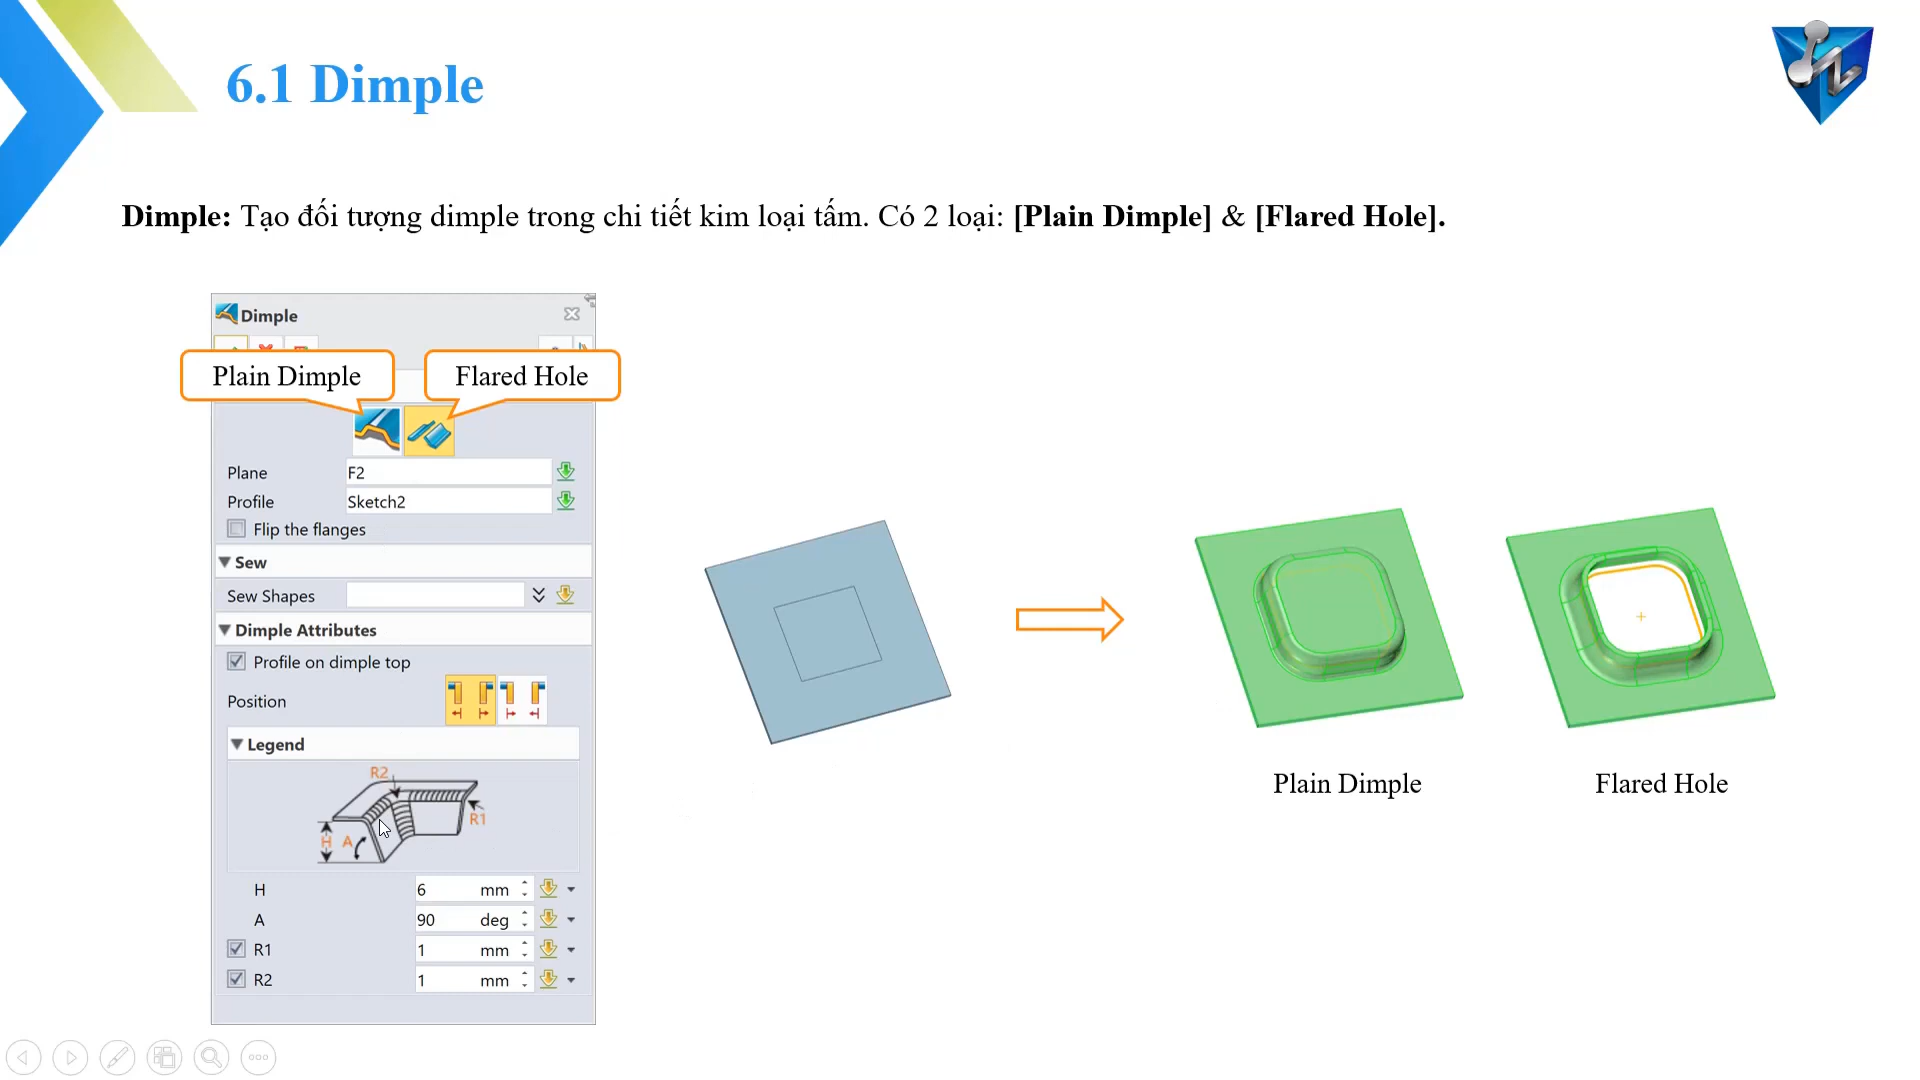 6.1 Dimple
Dimple: Tạo đối tượng dimple trong chi tiết kim loại tấm. Có 2 loại: [Plain Dimple] & [Flared Hole].
Dimple
Plain Dimple
Flared Hole
Plane
F2
Profile
Sketch2
Flip the flanges
Sew
Sew Shapes
Dimple Attributes
Profile on dimple top
Position
Legend
R2
R1
H
A
H 6 mm
A 90 deg
R1 1 mm
R2 1 mm
Plain Dimple
Flared Hole